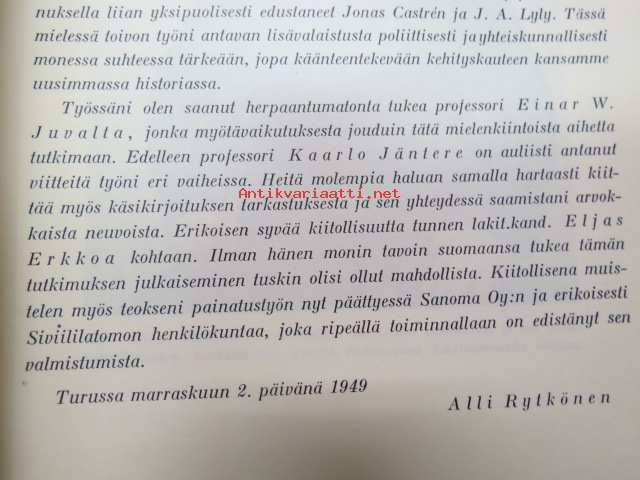 nuksella liian yksipuolisesti edustaneet Jonas Castrén ja J. A. Lyly. Tässä
mielessä toivon työni antavan lisävalaistusta poliittisesti ja yhteiskunnallisesti
monessa suhteessa tärkeään, jopa käänteentekevään kehityskauteen kansamme
uusimmassa historiassa.
Työssäni olen saanut herpaantumatonta tukea professori Einar W.
Juvalta, jonka myötävaikutuksesta jouduin tätä mielenkiintoista aihetta
tutkimaan. Edelleen professori Kaarlo Jäntere on auliisti antanut
viitteitä työni eri vaiheissa. Heitä molempia haluan samalla hartaasti kiit-
Antikvariaatti.net
tää myös käsikirjoituksen tarkastuksesta ja sen yhteydessä saamistani arvok-
kaista neuvoista. Erikoisen syvää kiitollisuutta tunnen lakit.kand. Eljas
Erkkoa kohtaan. Ilman hänen monin tavoin suomaansa tukea tämän
tutkimuksen julkaiseminen tuskin olisi ollut mahdollista. Kiitollisena muis-
telen myös teokseni painatustyön nyt päättyessä Sanoma Oy:n ja erikoisesti
Siviililatomon henkilökuntaa, joka ripeällä toiminnallaan on edistänyt sen
valmistumista.
Turussa marraskuun 2. päivänä 1949
Alli Rytkönen